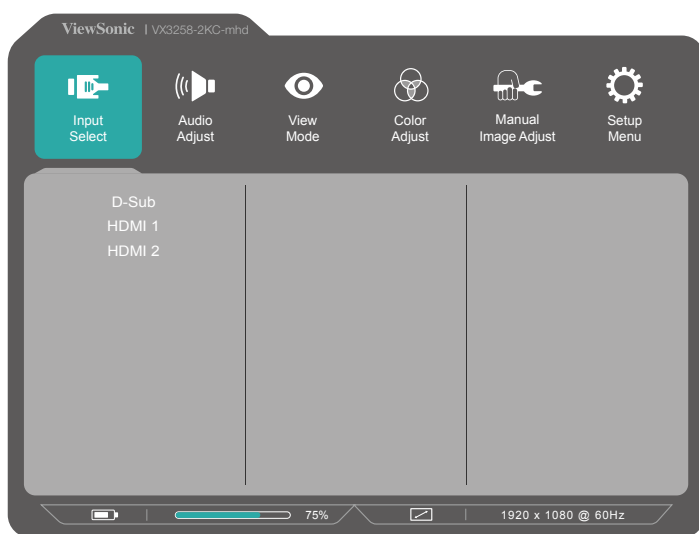 ViewSonic | VX3258-2KC-mhd
Input
Select
Audio
Adjust
View
Mode
Color
Adjust
Manual
Image Adjust
Setup
Menu
D-Sub
HDMI 1
HDMI 2
75%
1920 x 1080 @ 60Hz